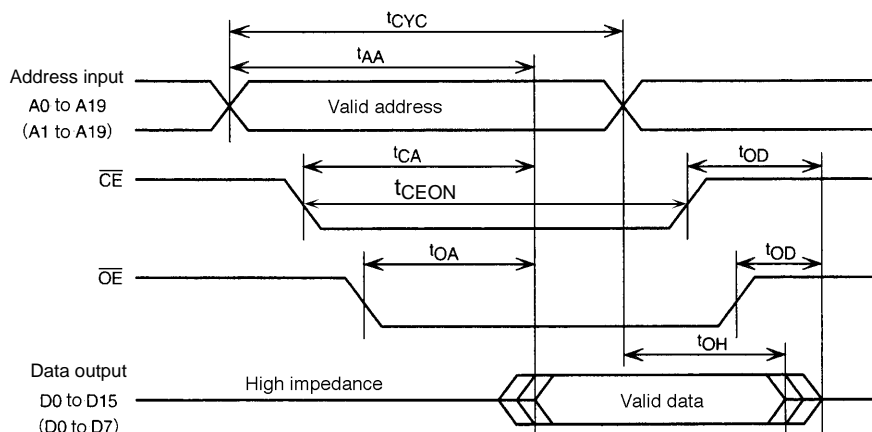 tCYC
tAA
Address input
A0 to A19
Valid address
(A1 to A19)
tCA
tOD
CE
tCEON
tOA
tOD
OE
tOH
Data output
High impedance
D0 to D15
Valid data
(D0 to D7)